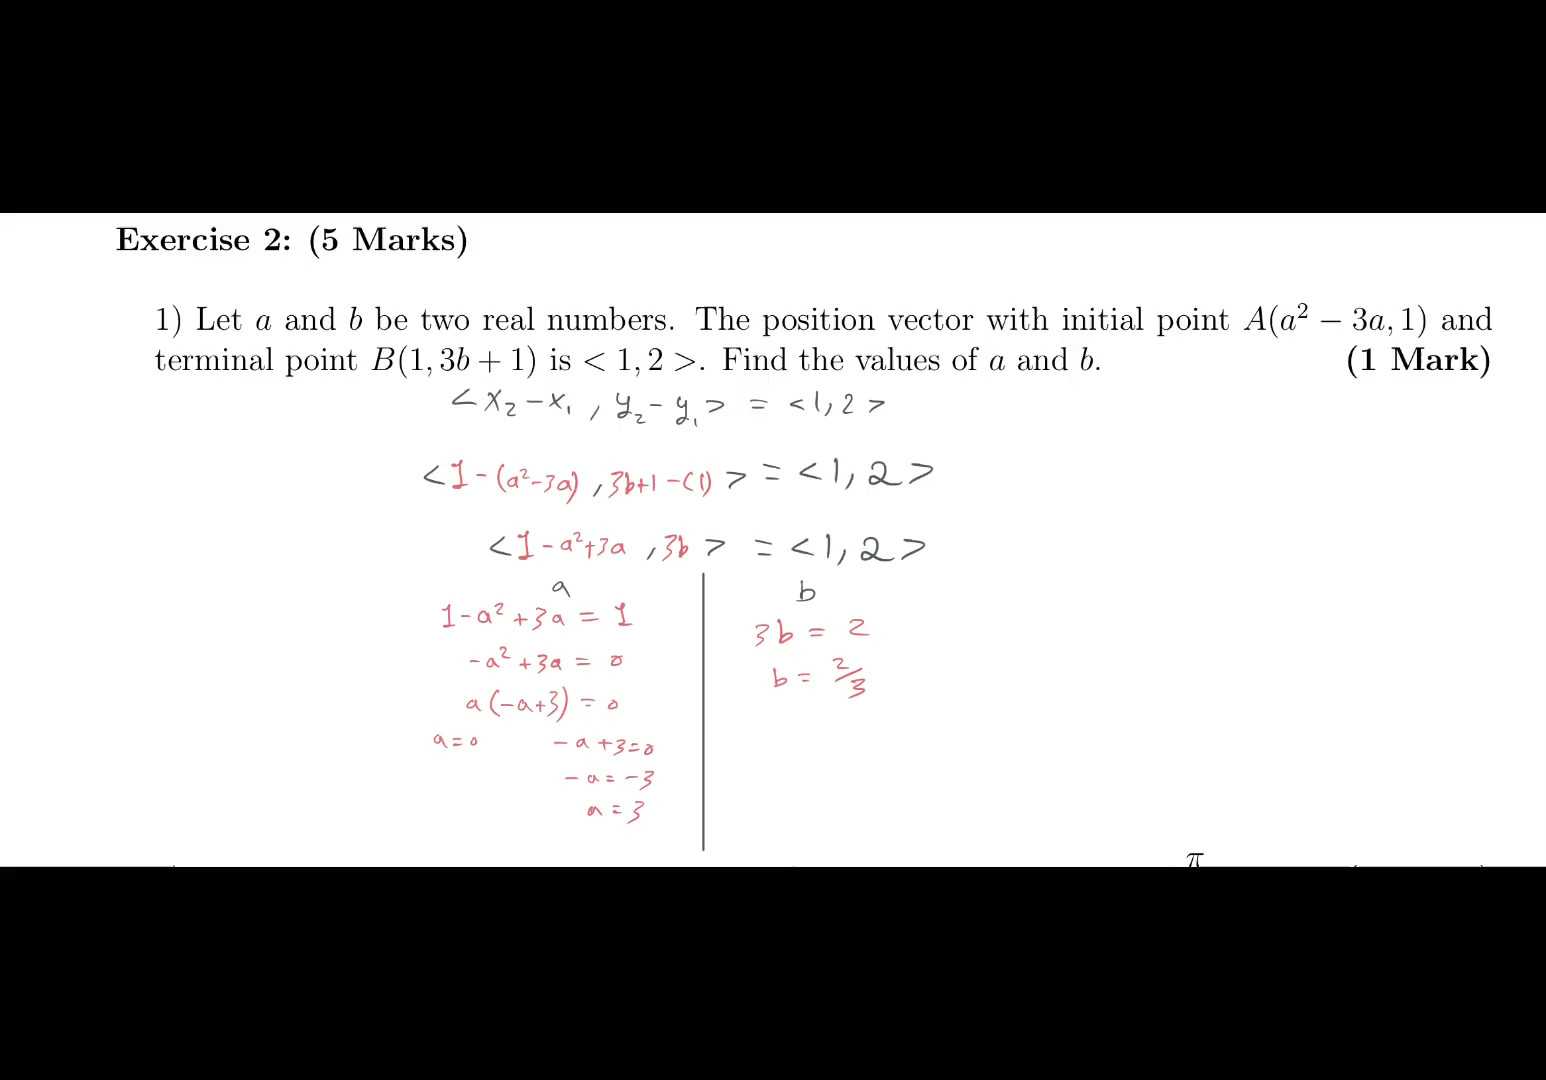 Exercise 2: (5 Marks)
1) Let a and b be two real numbers. The position vector with initial point A(a² − 3a, 1) and
terminal point B(1, 3b + 1) is < 1, 2 >. Find the values of a and b. (1 Mark)
<x₂-x₁, y₂-y₁> = <1,2>
<1-(a²-3a), 3b+1-(1)> = <1,2>
<1-a²+3a, 3b> = <1,2>
a b
1-a²+3a = 1
3b = 2
-a²+3a = 0
b = 2/3
a(-a+3) = 0
a=0 -a+3=0
-a=-3
a=3
π